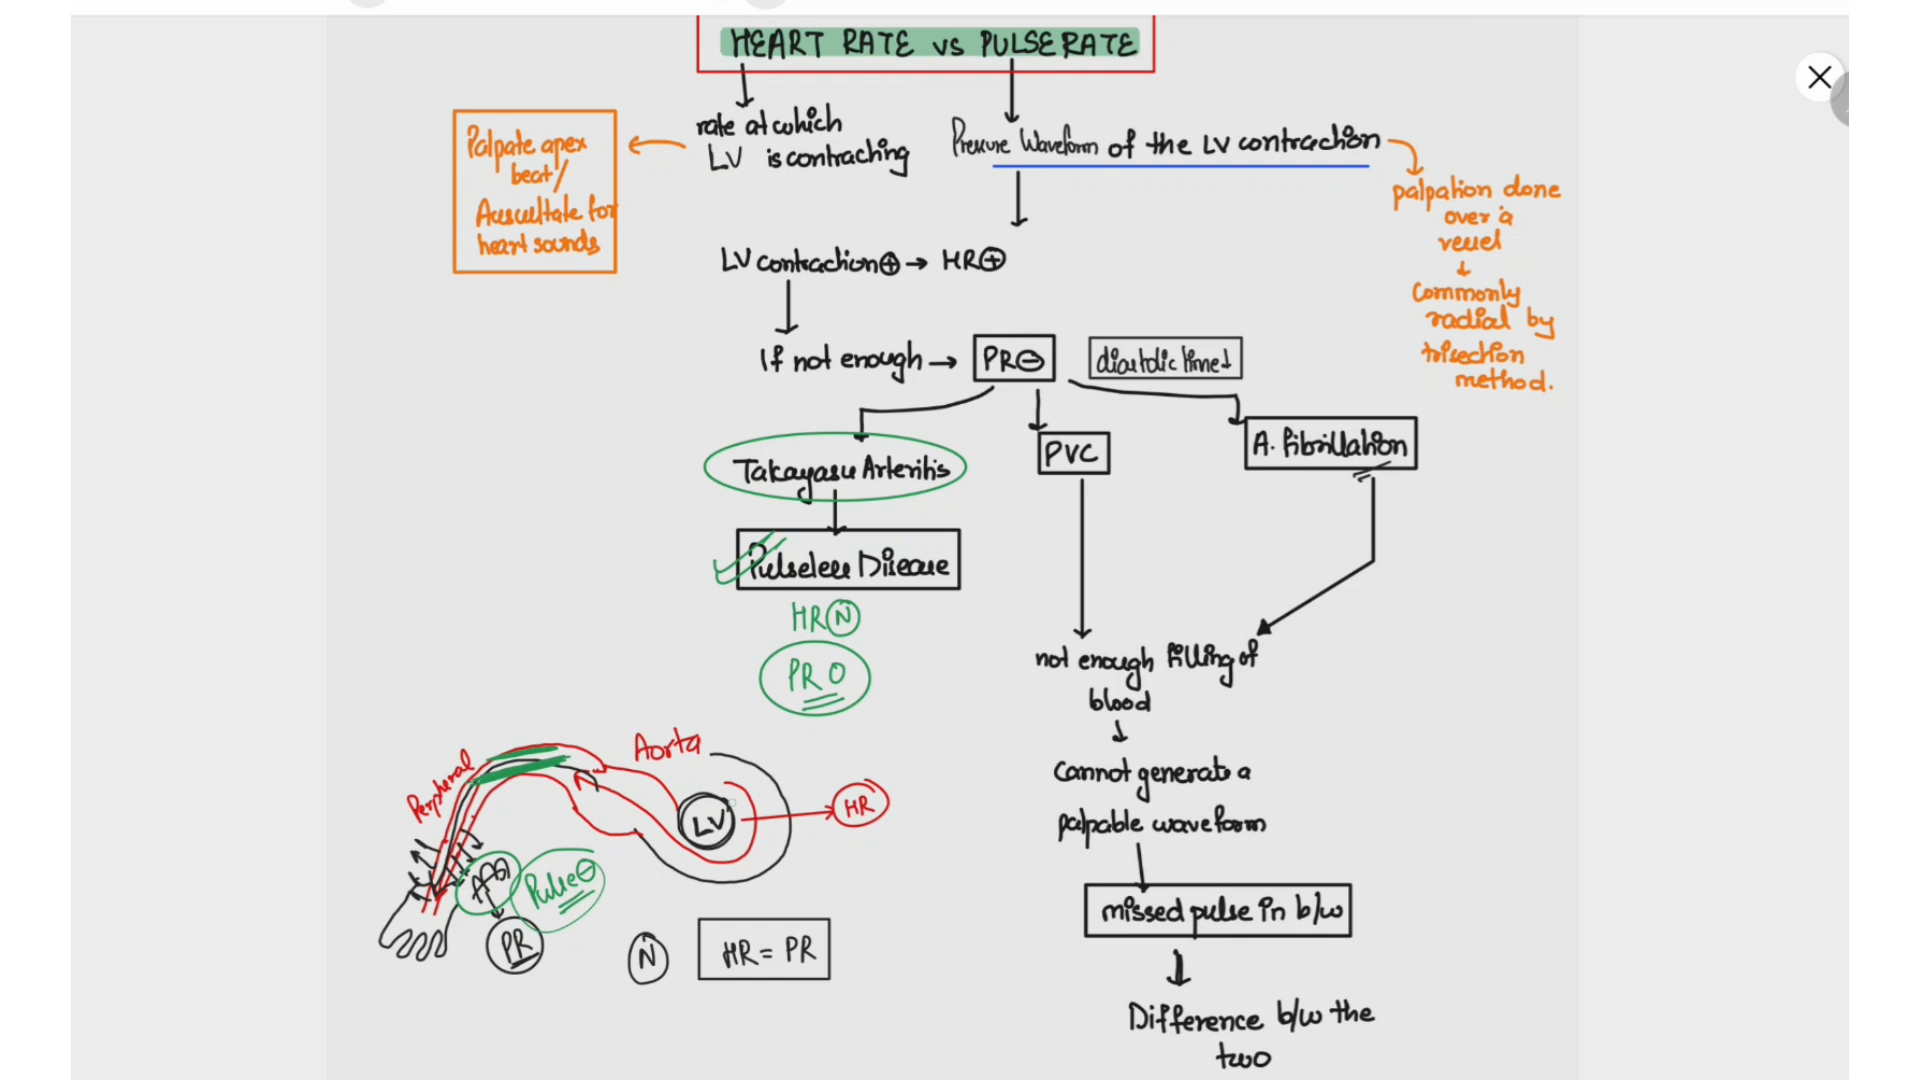 HEART RATE vs PULSE RATE
rate at which
LV is contracting
Palpate apex
beat/
Auscultate for
heart sounds
Pressure Waveform of the LV contraction
palpation done
over a
vessel
Commonly
radial by
trisection
method.
LV contraction ⊕ → HR ⊕
If not enough → PR ⊖
diastolic time↓
Takayasu Arteritis
PVC
A. fibrillation
Pulseless Disease
HR N
PR 0
not enough filling of
blood
Cannot generate a
palpable waveform
missed pulse in b/w
Difference b/w the
two
Aorta
Peripheral
LV
HR
Pulse ⊖
PR
N
HR = PR